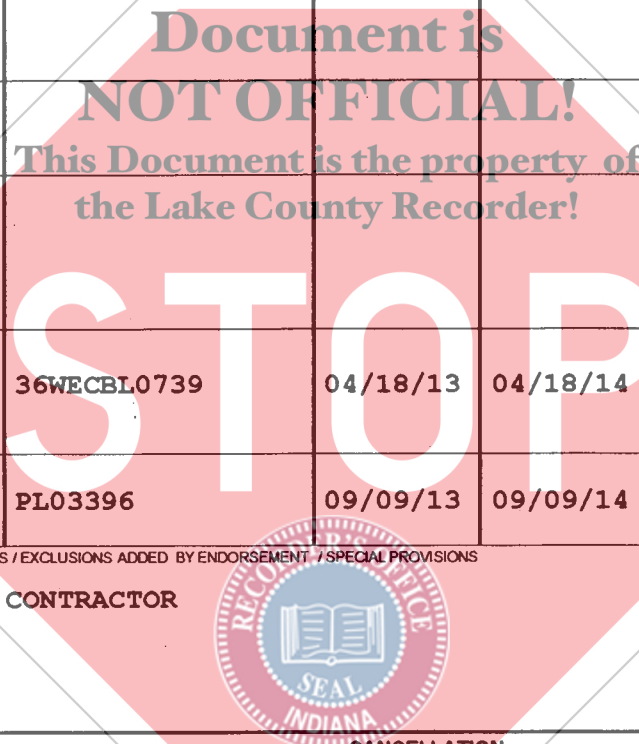 Document is
NOT OFFICIAL!
This Document is the property of
the Lake County Recorder!
STOP
36WECBL0739 04/18/13 04/18/14
PL03396 09/09/13 09/09/14
S / EXCLUSIONS ADDED BY ENDORSEMENT / SPECIAL PROVISIONS
CONTRACTOR
RECORDER'S OFFICE
SEAL
INDIANA
CANCELLATION